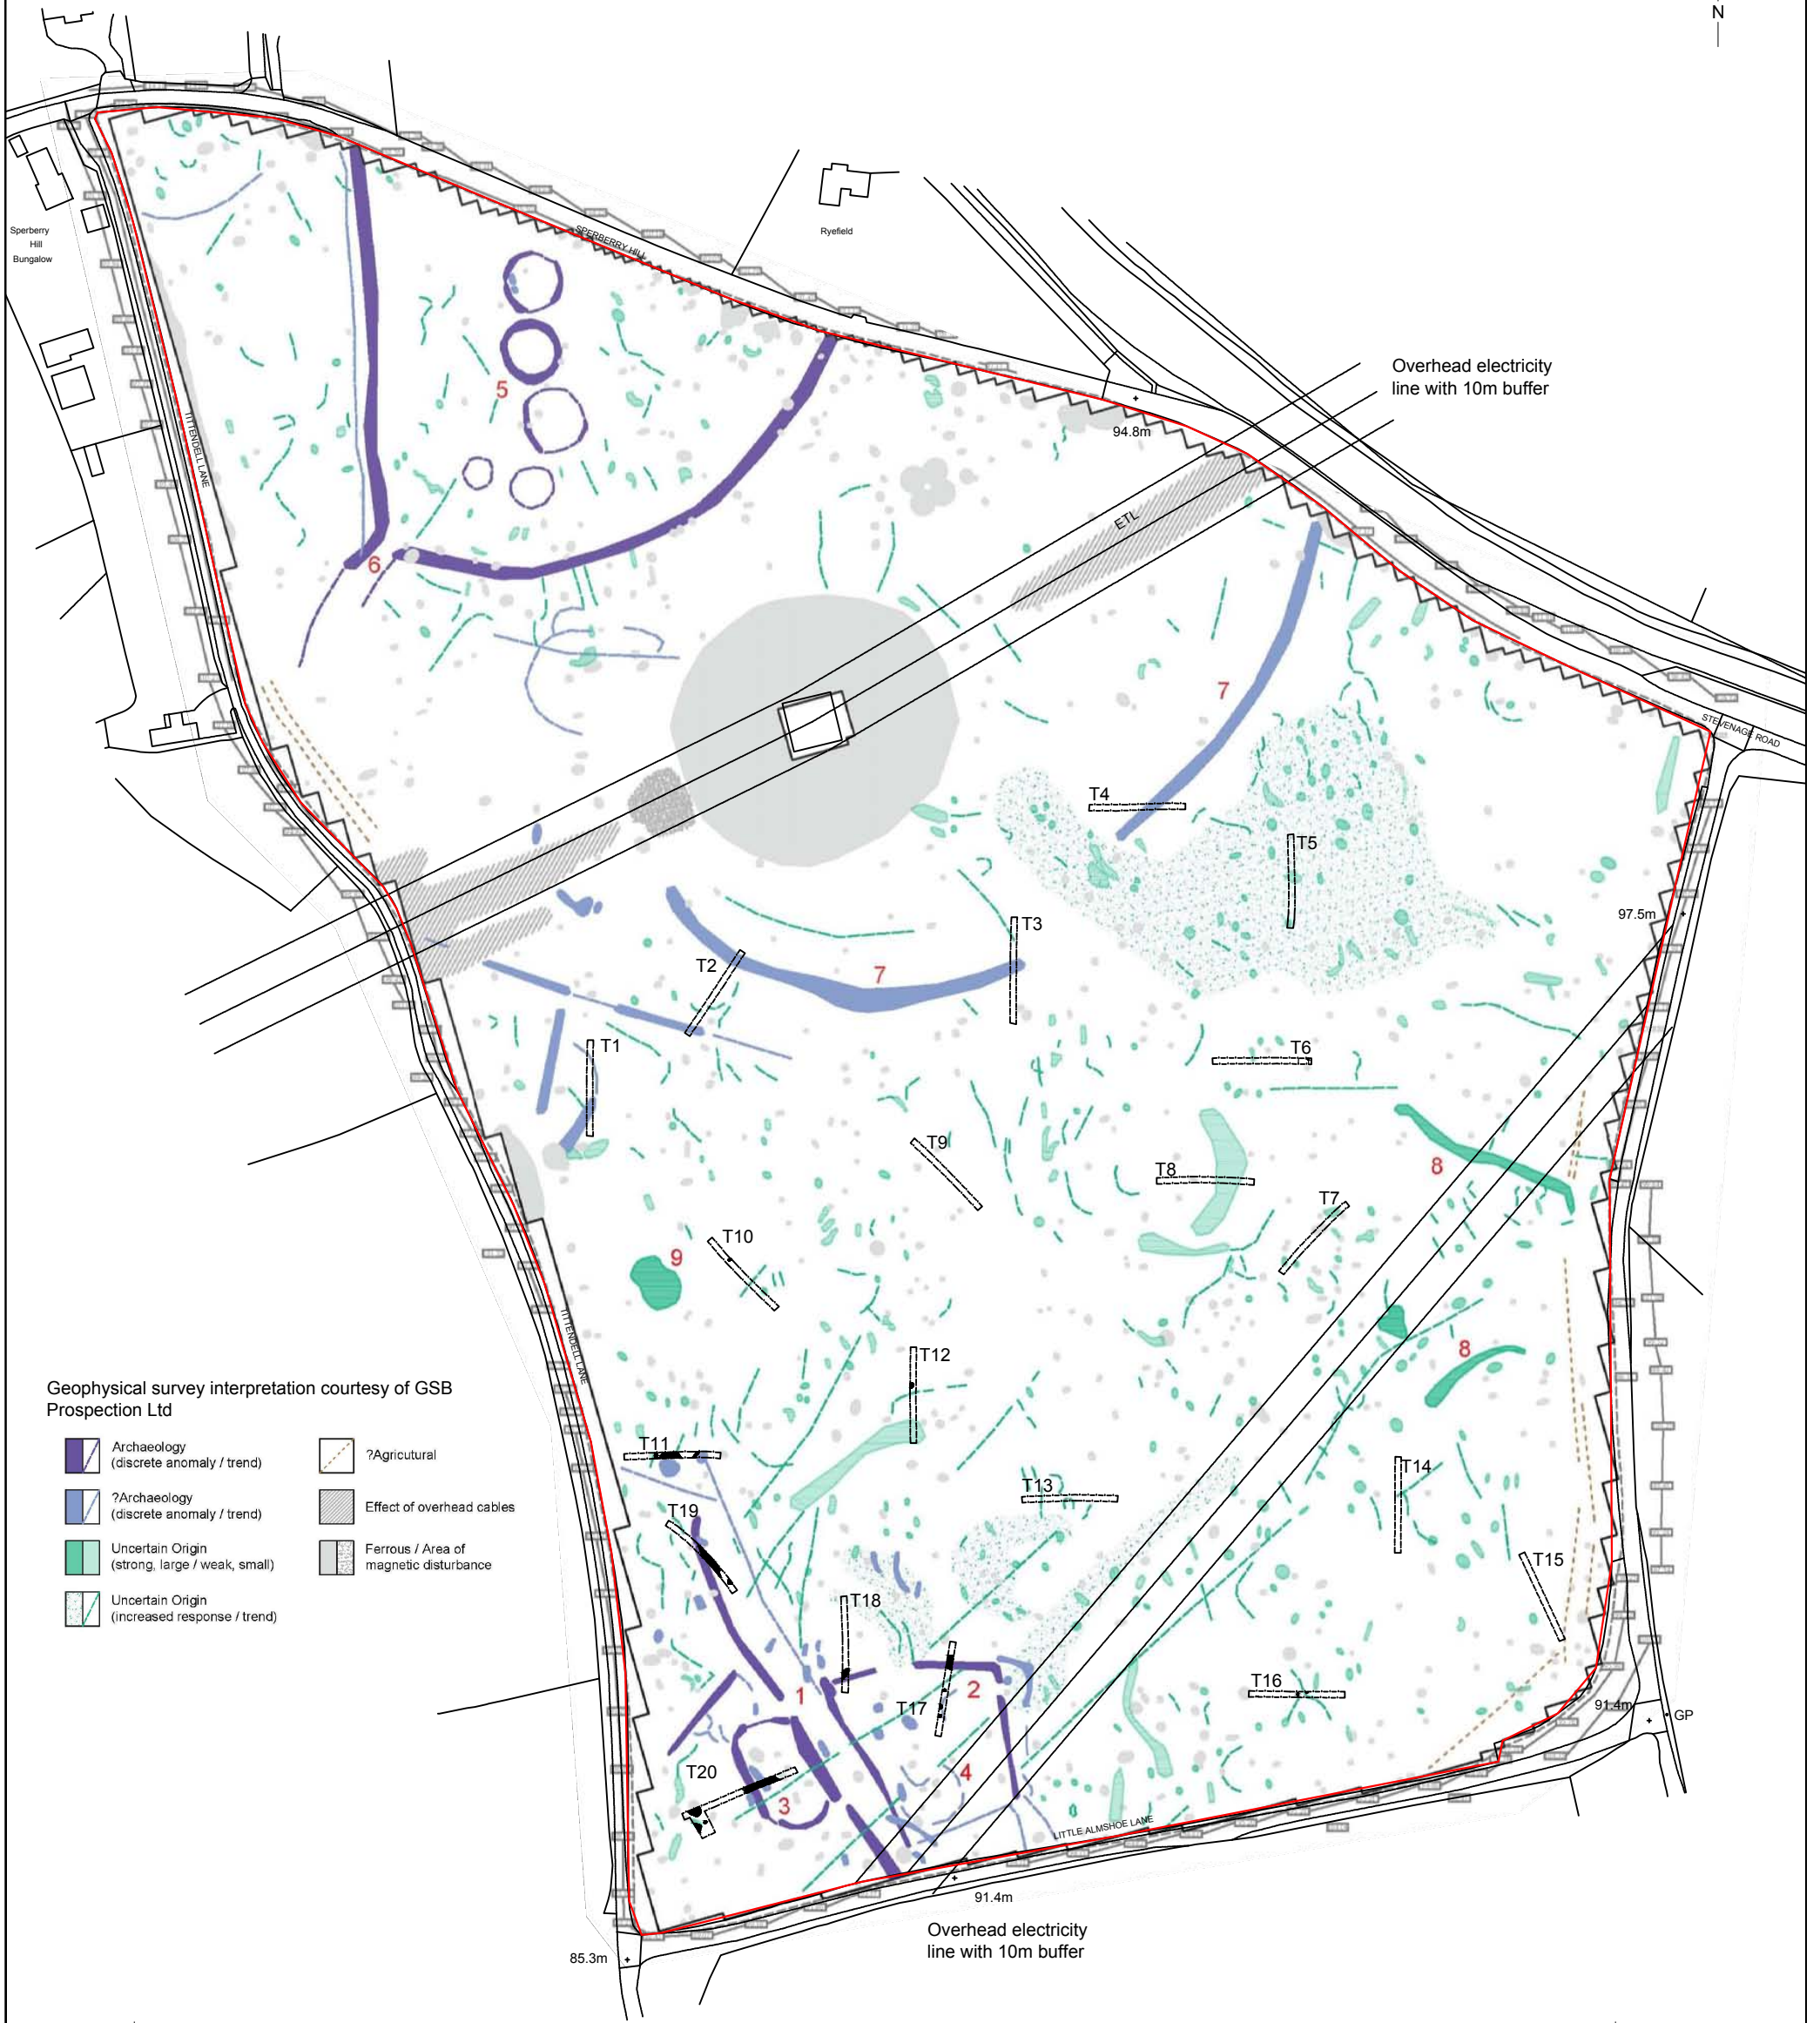 N
Sperberry
Hill
Bungalow
Ryefield
SPERBERRY HILL
TITTENDELL LANE
Overhead electricity
line with 10m buffer
94.8m
ETL
5
6
7
STEVENAGE ROAD
T4
T5
97.5m
T3
T2
7
T1
T6
T9
T8
8
T7
T10
9
TITTENDELL LANE
T12
8
Geophysical survey interpretation courtesy of GSB
Prospection Ltd
Archaeology
(discrete anomaly / trend)
?Archaeology
(discrete anomaly / trend)
Uncertain Origin
(strong, large / weak, small)
Uncertain Origin
(increased response / trend)
?Agricutural
Effect of overhead cables
Ferrous / Area of
magnetic disturbance
T11
T14
T13
T19
T15
T18
T16
1
2
T17
91.4m
GP
T20
4
3
LITTLE ALMSHOE LANE
91.4m
Overhead electricity
line with 10m buffer
85.3m